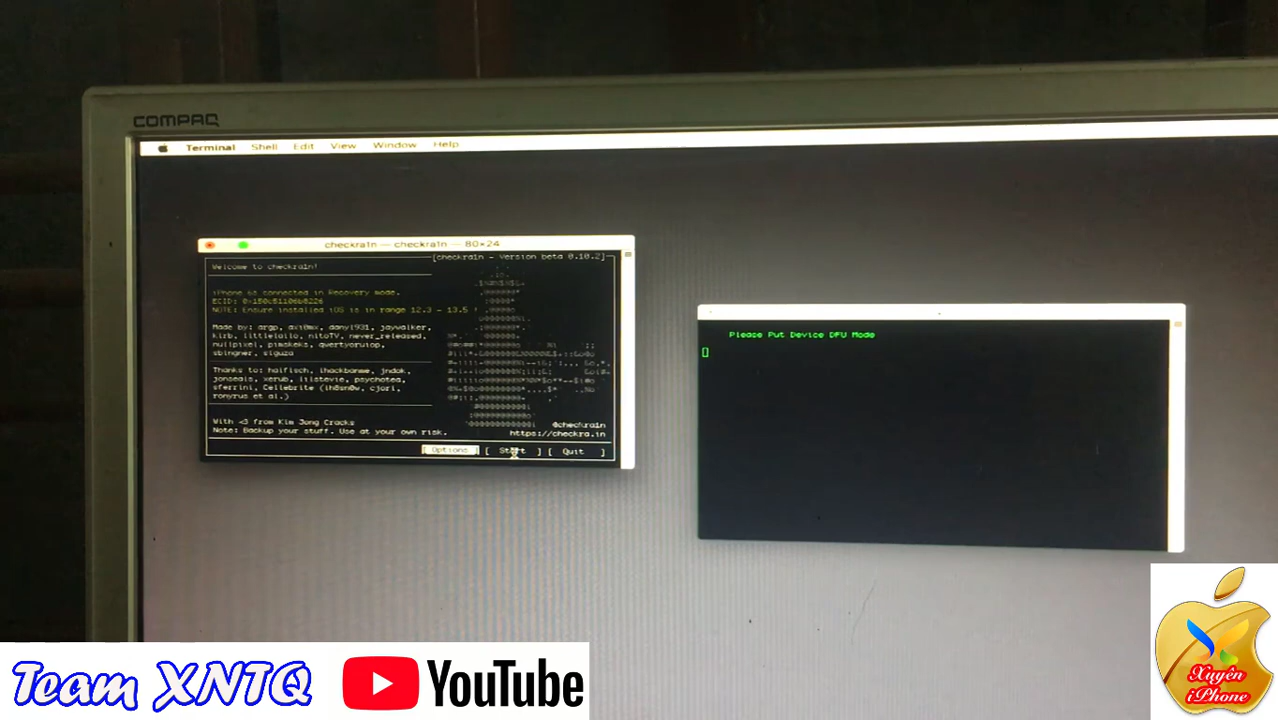 COMPAQ
Terminal Shell Edit View Window Help
checkra1n — checkra1n — 80×24
[checkra1n - Version beta 0.10.2]
Welcome to checkra1n!
iPhone 6s connected in Recovery mode.
NOTE: Ensure installed iOS is in range 12.3 - 13.5 !
Made by: argp, axi0mx, danyl931, jaywalker,
kirb, littlelailo, nitoTV, never_released,
nullpixel, pimskeks, qwertyoruiop,
sbingner, siguza
Thanks to: haifisch, ihackbanme, jndok,
jonseals, xerub, lilstevie, psychotea,
sferrini, Cellebrite (ih8sn0w, cjori,
ronyrus et al.)
With <3 from Kim Jong Cracks
Note: Backup your stuff. Use at your own risk.
@checkra1n
https://checkra.in
[ Options ] [ Start ] [ Quit ]
Please Put Device DFU Mode
Team XNTQ
YouTube
Xuyên
iPhone